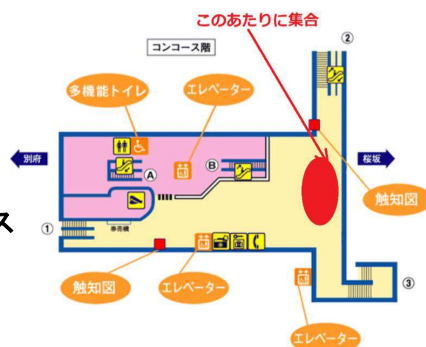 このあたりに集合
コンコース階
②
多機能トイレ
エレベーター
別府
桜坂
Ⓐ
Ⓑ
触知図
ス
①
券売機
触知図
エレベーター
③
エレベーター